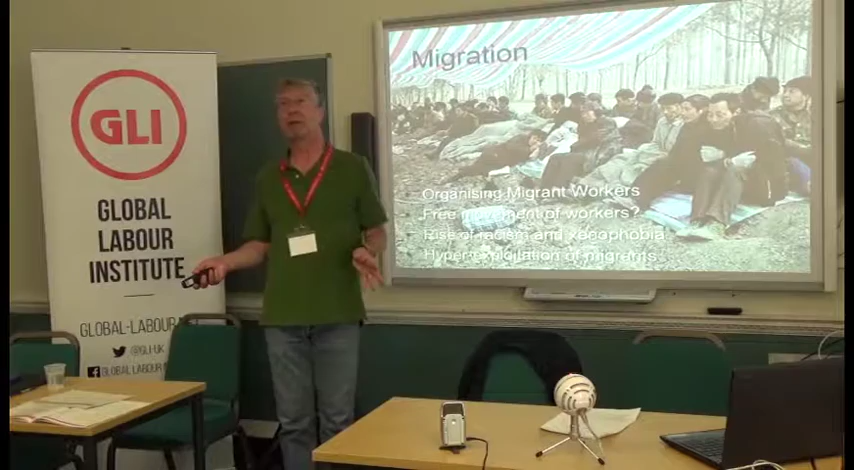 GLI
GLOBAL
LABOUR
INSTITUTE
GLOBAL-LABOUR
@GLI-UK
GLOBAL LABOUR
Migration
Organising Migrant Workers
Free movement of Workers?
Rise of racism and xenophobia
Hyper-exploitation of migrants